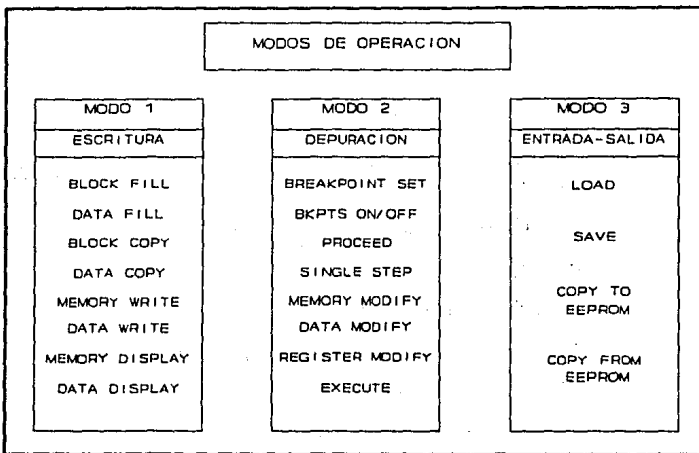 MODOS DE OPERACION
MODO 1
ESCRITURA
BLOCK FILL
DATA FILL
BLOCK COPY
DATA COPY
MEMORY WRITE
DATA WRITE
MEMORY DISPLAY
DATA DISPLAY
MODO 2
DEPURACION
BREAKPOINT SET
BKPTS ON/OFF
PROCEED
SINGLE STEP
MEMORY MODIFY
DATA MODIFY
REGISTER MODIFY
EXECUTE
MODO 3
ENTRADA-SALIDA
LOAD
SAVE
COPY TO
EEPROM
COPY FROM
EEPROM